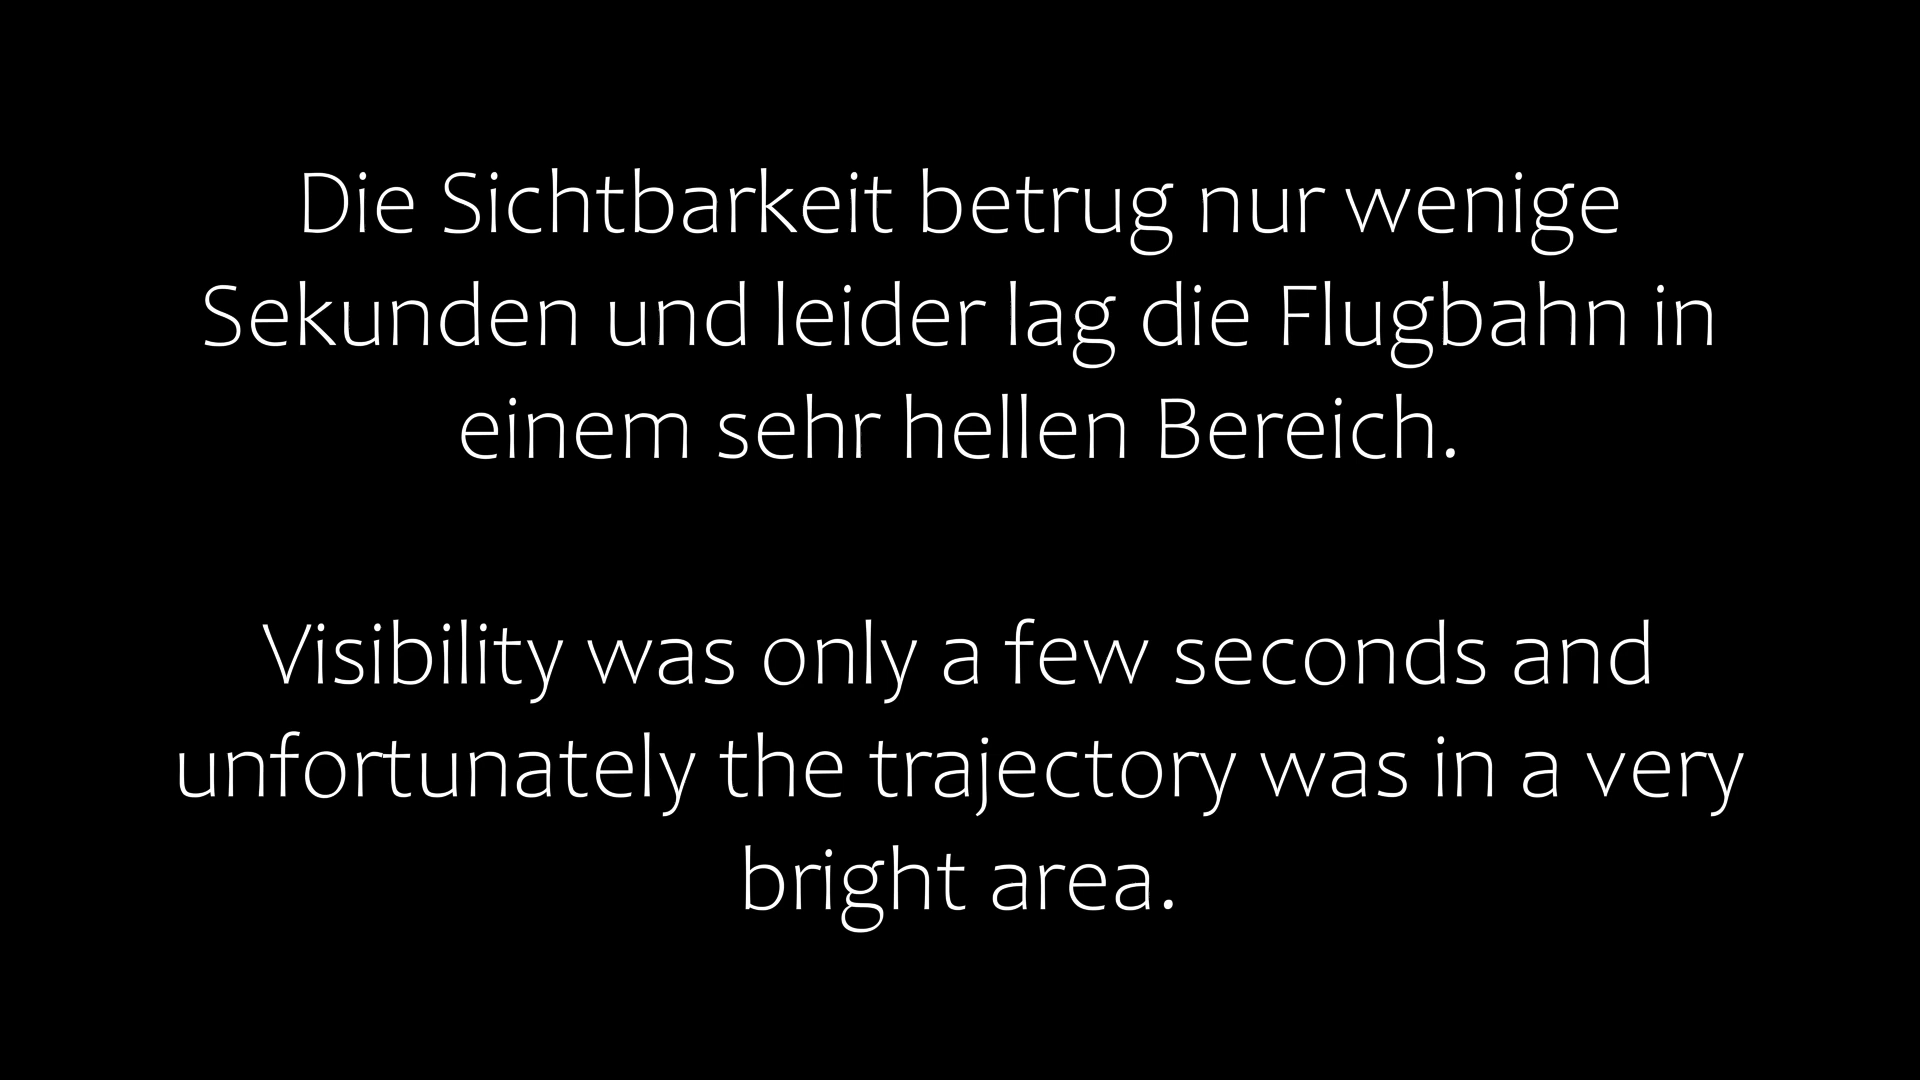 Die Sichtbarkeit betrug nur wenige
Sekunden und leider lag die Flugbahn in
einem sehr hellen Bereich.
Visibility was only a few seconds and
unfortunately the trajectory was in a very
bright area.